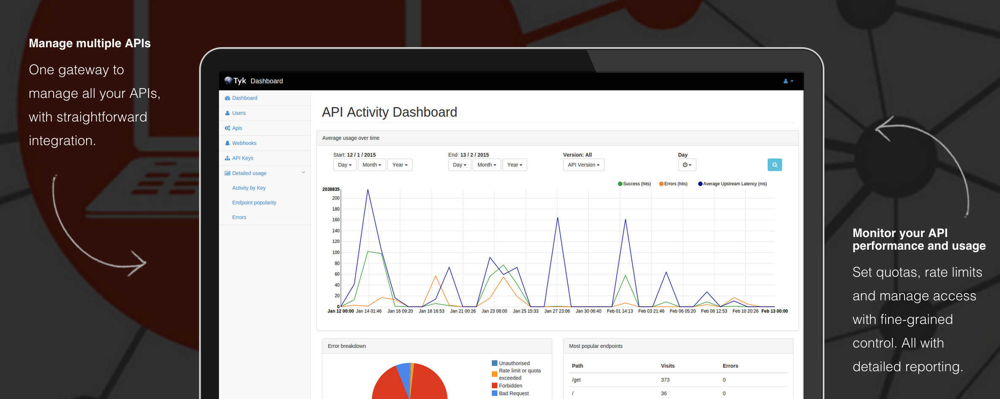 Manage multiple APIs
One gateway to
manage all your APIs,
with straightforward
integration.
Tyk Dashboard
Dashboard
Users
Apis
Webhooks
API Keys
Detailed usage
Activity by Key
Endpoint popularity
Errors
API Activity Dashboard
Average usage over time
Start: 12 / 1 / 2015
End: 13 / 2 / 2015
Version: All
Day
Day Month Year
Day Month Year
API Version
Success (hits) Errors (hits) Average Upstream Latency (ms)
2038835
200
180
160
140
120
100
80
60
40
20
0
Jan 12 00:00 Jan 14 01:46 Jan 16 09:20 Jan 18 16:53 Jan 21 00:26 Jan 23 08:00 Jan 25 15:33 Jan 27 23:06 Jan 30 06:40 Feb 01 14:13 Feb 03 21:46 Feb 06 05:20 Feb 08 12:53 Feb 10 20:26 Feb 13 00:00
Error breakdown
Unauthorised
Rate limit or quota
exceeded
Forbidden
Bad Request
Most popular endpoints
Path Visits Errors
/get 373 0
/ 36 0
Monitor your API
performance and usage
Set quotas, rate limits
and manage access
with fine-grained
control. All with
detailed reporting.